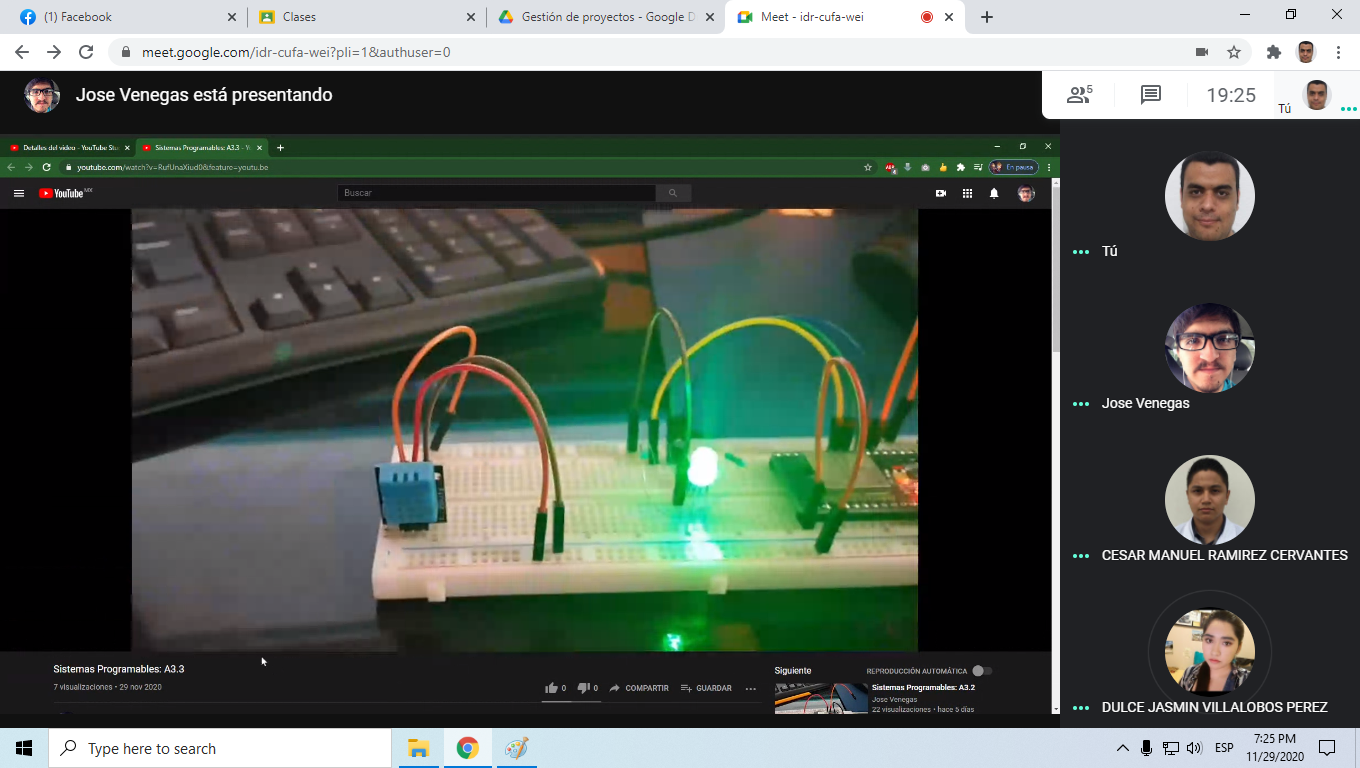 (1) Facebook
Clases
Gestión de proyectos - Google D
Meet - idr-cufa-wei
meet.google.com/idr-cufa-wei?pli=1&authuser=0
Jose Venegas está presentando
5
19:25
Tú
Detalles del video - YouTube Stu
Sistemas Programables: A3.3 - Y
youtube.com/watch?v=RufUnaXiud0&feature=youtu.be
En pausa
YouTube MX
Buscar
Tú
Jose Venegas
CESAR MANUEL RAMIREZ CERVANTES
DULCE JASMIN VILLALOBOS PEREZ
Sistemas Programables: A3.3
7 visualizaciones • 29 nov 2020
0
0
COMPARTIR
GUARDAR
Siguiente
REPRODUCCIÓN AUTOMÁTICA
Sistemas Programables: A3.2
Jose Venegas
22 visualizaciones • hace 5 días
Type here to search
ESP
7:25 PM
11/29/2020